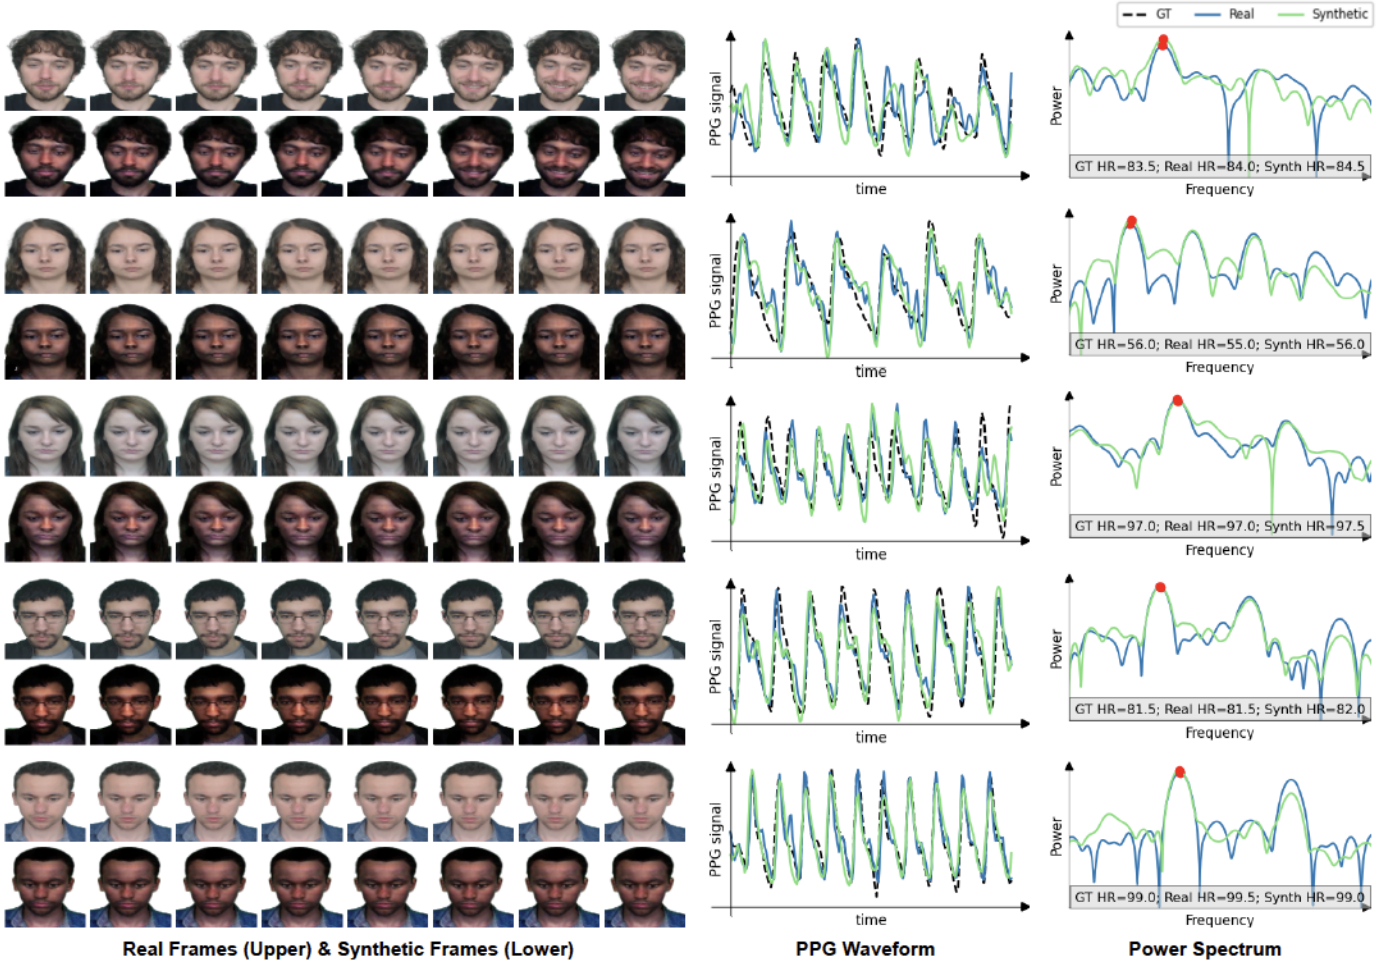 GT Real Synthetic
PPG signal
time
Power
GT HR=83.5; Real HR=84.0; Synth HR=84.5
Frequency
PPG signal
time
Power
GT HR=56.0; Real HR=55.0; Synth HR=56.0
Frequency
PPG signal
time
Power
GT HR=97.0; Real HR=97.0; Synth HR=97.5
Frequency
PPG signal
time
Power
GT HR=81.5; Real HR=81.5; Synth HR=82.0
Frequency
PPG signal
time
Power
GT HR=99.0; Real HR=99.5; Synth HR=99.0
Frequency
Real Frames (Upper) & Synthetic Frames (Lower)
PPG Waveform
Power Spectrum